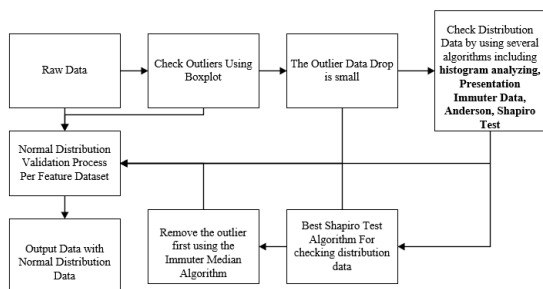 Raw Data
Check Outliers Using
Boxplot
The Outlier Data Drop
is small
Check Distribution
Data by using several
algorithms including
histogram analyzing,
Presentation
Immuter Data,
Anderson, Shapiro
Test
Normal Distribution
Validation Process
Per Feature Dataset
Output Data with
Normal Distribution
Data
Remove the outlier
first using the
Immuter Median
Algorithm
Best Shapiro Test
Algorithm For
checking distribution
data